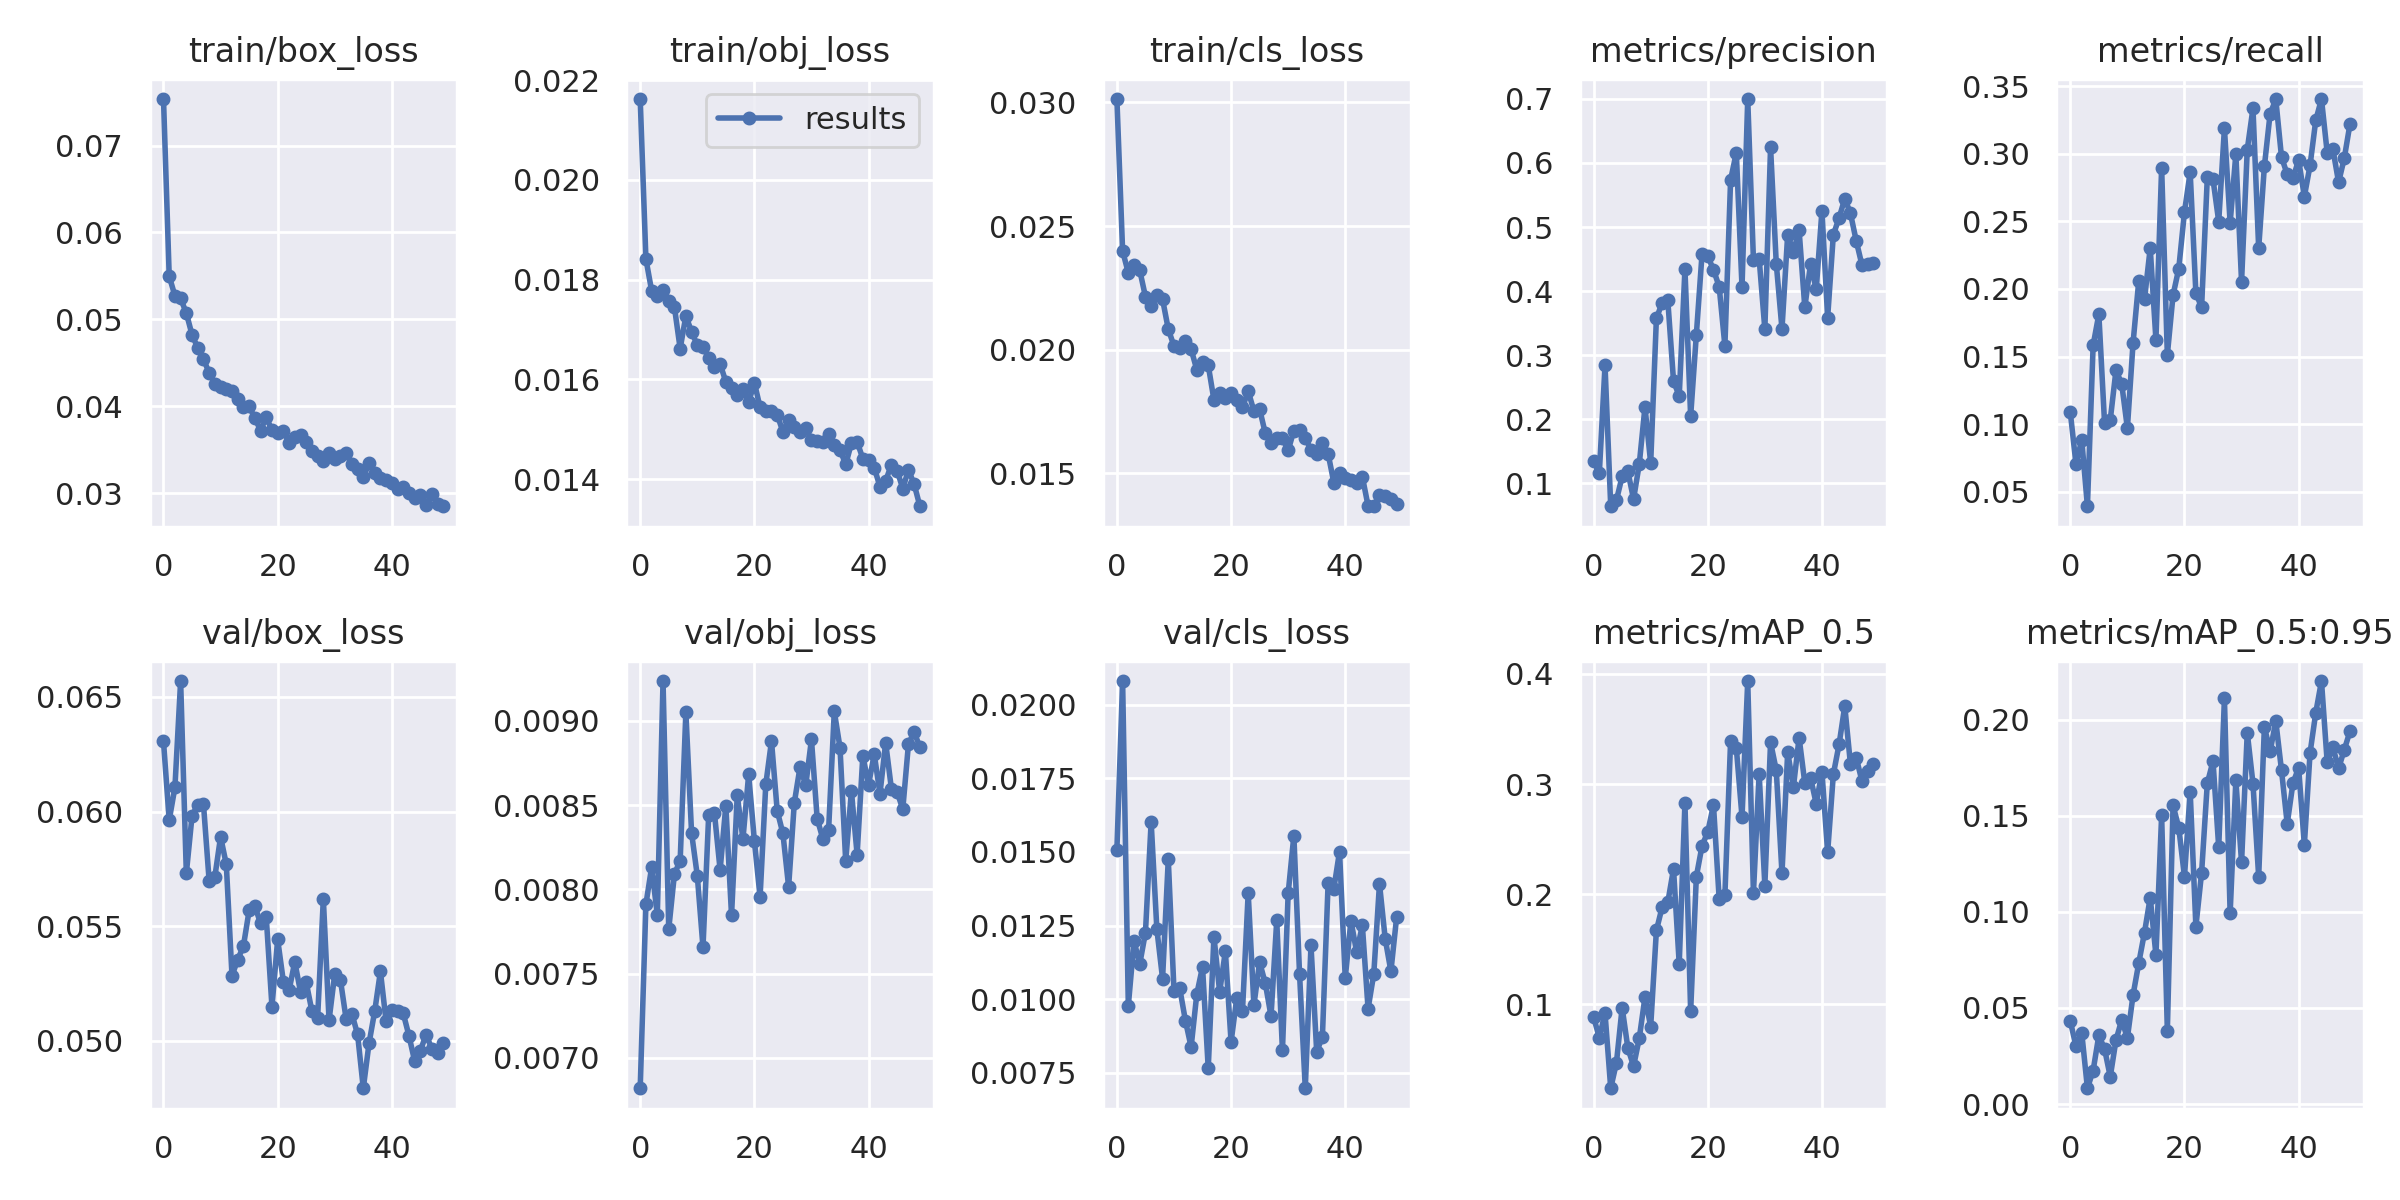 train/box_loss
0.07
0.06
0.05
0.04
0.03
0 20 40
train/obj_loss
results
0.022
0.020
0.018
0.016
0.014
0 20 40
train/cls_loss
0.030
0.025
0.020
0.015
0 20 40
metrics/precision
0.7
0.6
0.5
0.4
0.3
0.2
0.1
0 20 40
metrics/recall
0.35
0.30
0.25
0.20
0.15
0.10
0.05
0 20 40
val/box_loss
0.065
0.060
0.055
0.050
0 20 40
val/obj_loss
0.0090
0.0085
0.0080
0.0075
0.0070
0 20 40
val/cls_loss
0.0200
0.0175
0.0150
0.0125
0.0100
0.0075
0 20 40
metrics/mAP_0.5
0.4
0.3
0.2
0.1
0 20 40
metrics/mAP_0.5:0.95
0.20
0.15
0.10
0.05
0.00
0 20 40